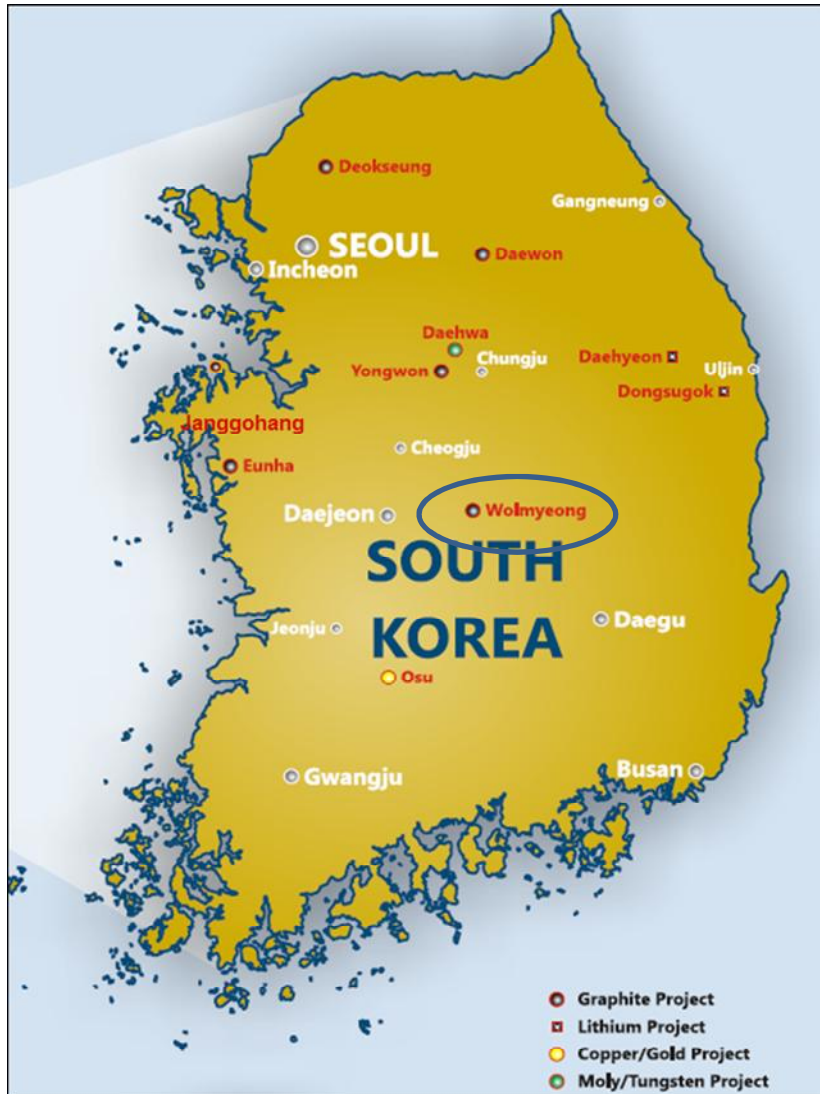 Deokseung
Gangneung
SEOUL
Daewon
Incheon
Daehwa
Chungju
Daehyeon
Uljin
Yongwon
Dongsugok
Janggohang
Cheogju
Eunha
Wolmyeong
Daejeon
SOUTH
KOREA
Daegu
Jeonju
Osu
Gwangju
Busan
Graphite Project
Lithium Project
Copper/Gold Project
Moly/Tungsten Project